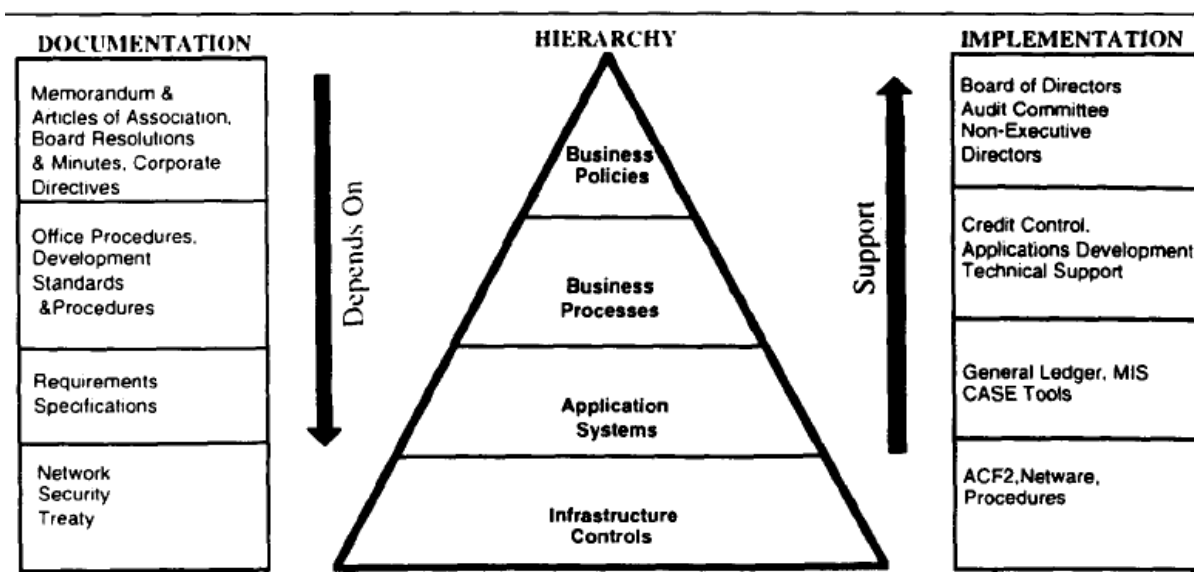 DOCUMENTATION
Memorandum &
Articles of Association,
Board Resolutions
& Minutes, Corporate
Directives
Office Procedures,
Development
Standards
&Procedures
Requirements
Specifications
Network
Security
Treaty
Depends On
HIERARCHY
Business
Policies
Business
Processes
Application
Systems
Infrastructure
Controls
Support
IMPLEMENTATION
Board of Directors
Audit Committee
Non-Executive
Directors
Credit Control.
Applications Development
Technical Support
General Ledger, MIS
CASE Tools
ACF2,Netware,
Procedures